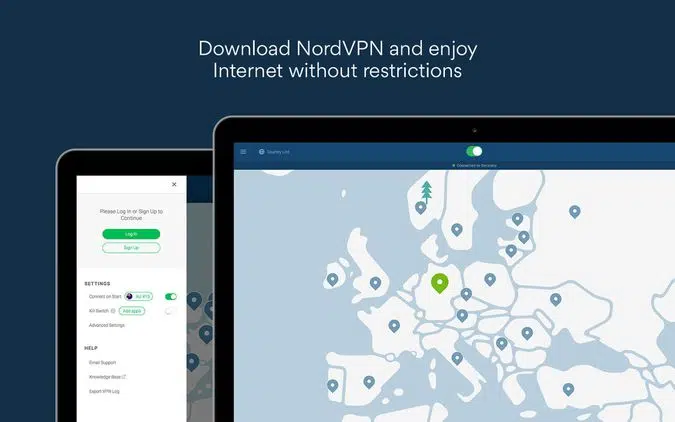 Download NordVPN and enjoy
Internet without restrictions
Country List
Connected to Germany
Please Log In or Sign Up to
Continue
Log In
Sign Up
SETTINGS
Connect on Start
Kill Switch
Add apps
Advanced Settings
HELP
Email Support
Knowledge Base
Export VPN Log